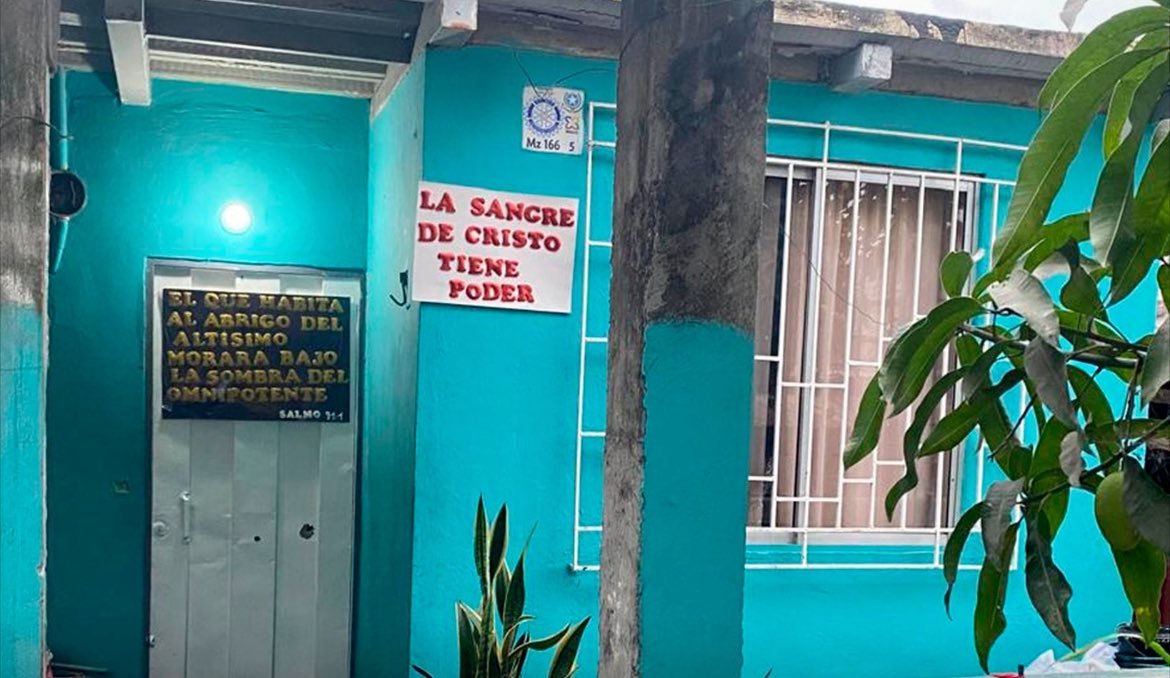 Mz 166 5
LA SANGRE
DE CRISTO
TIENE
PODER
EL QUE HABITA
AL ABRIGO DEL
ALTISIMO
MORARA BAJO
LA SOMBRA DEL
OMNIPOTENTE
SALMO 91-1